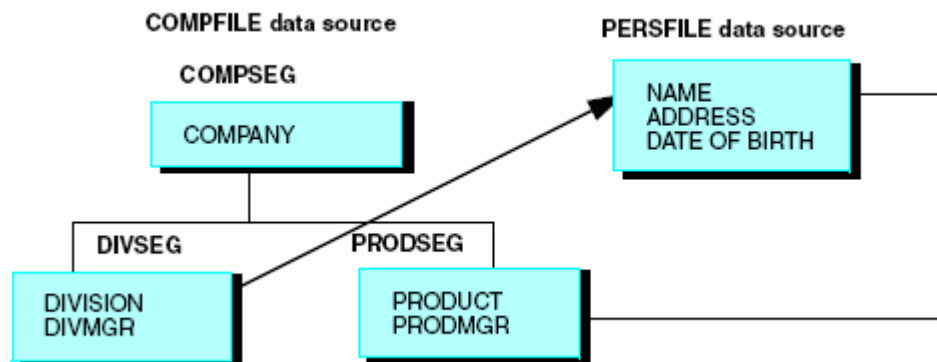 COMPFILE data source
PERSFILE data source
COMPSEG
COMPANY
NAME
ADDRESS
DATE OF BIRTH
DIVSEG
PRODSEG
DIVISION
DIVMGR
PRODUCT
PRODMGR